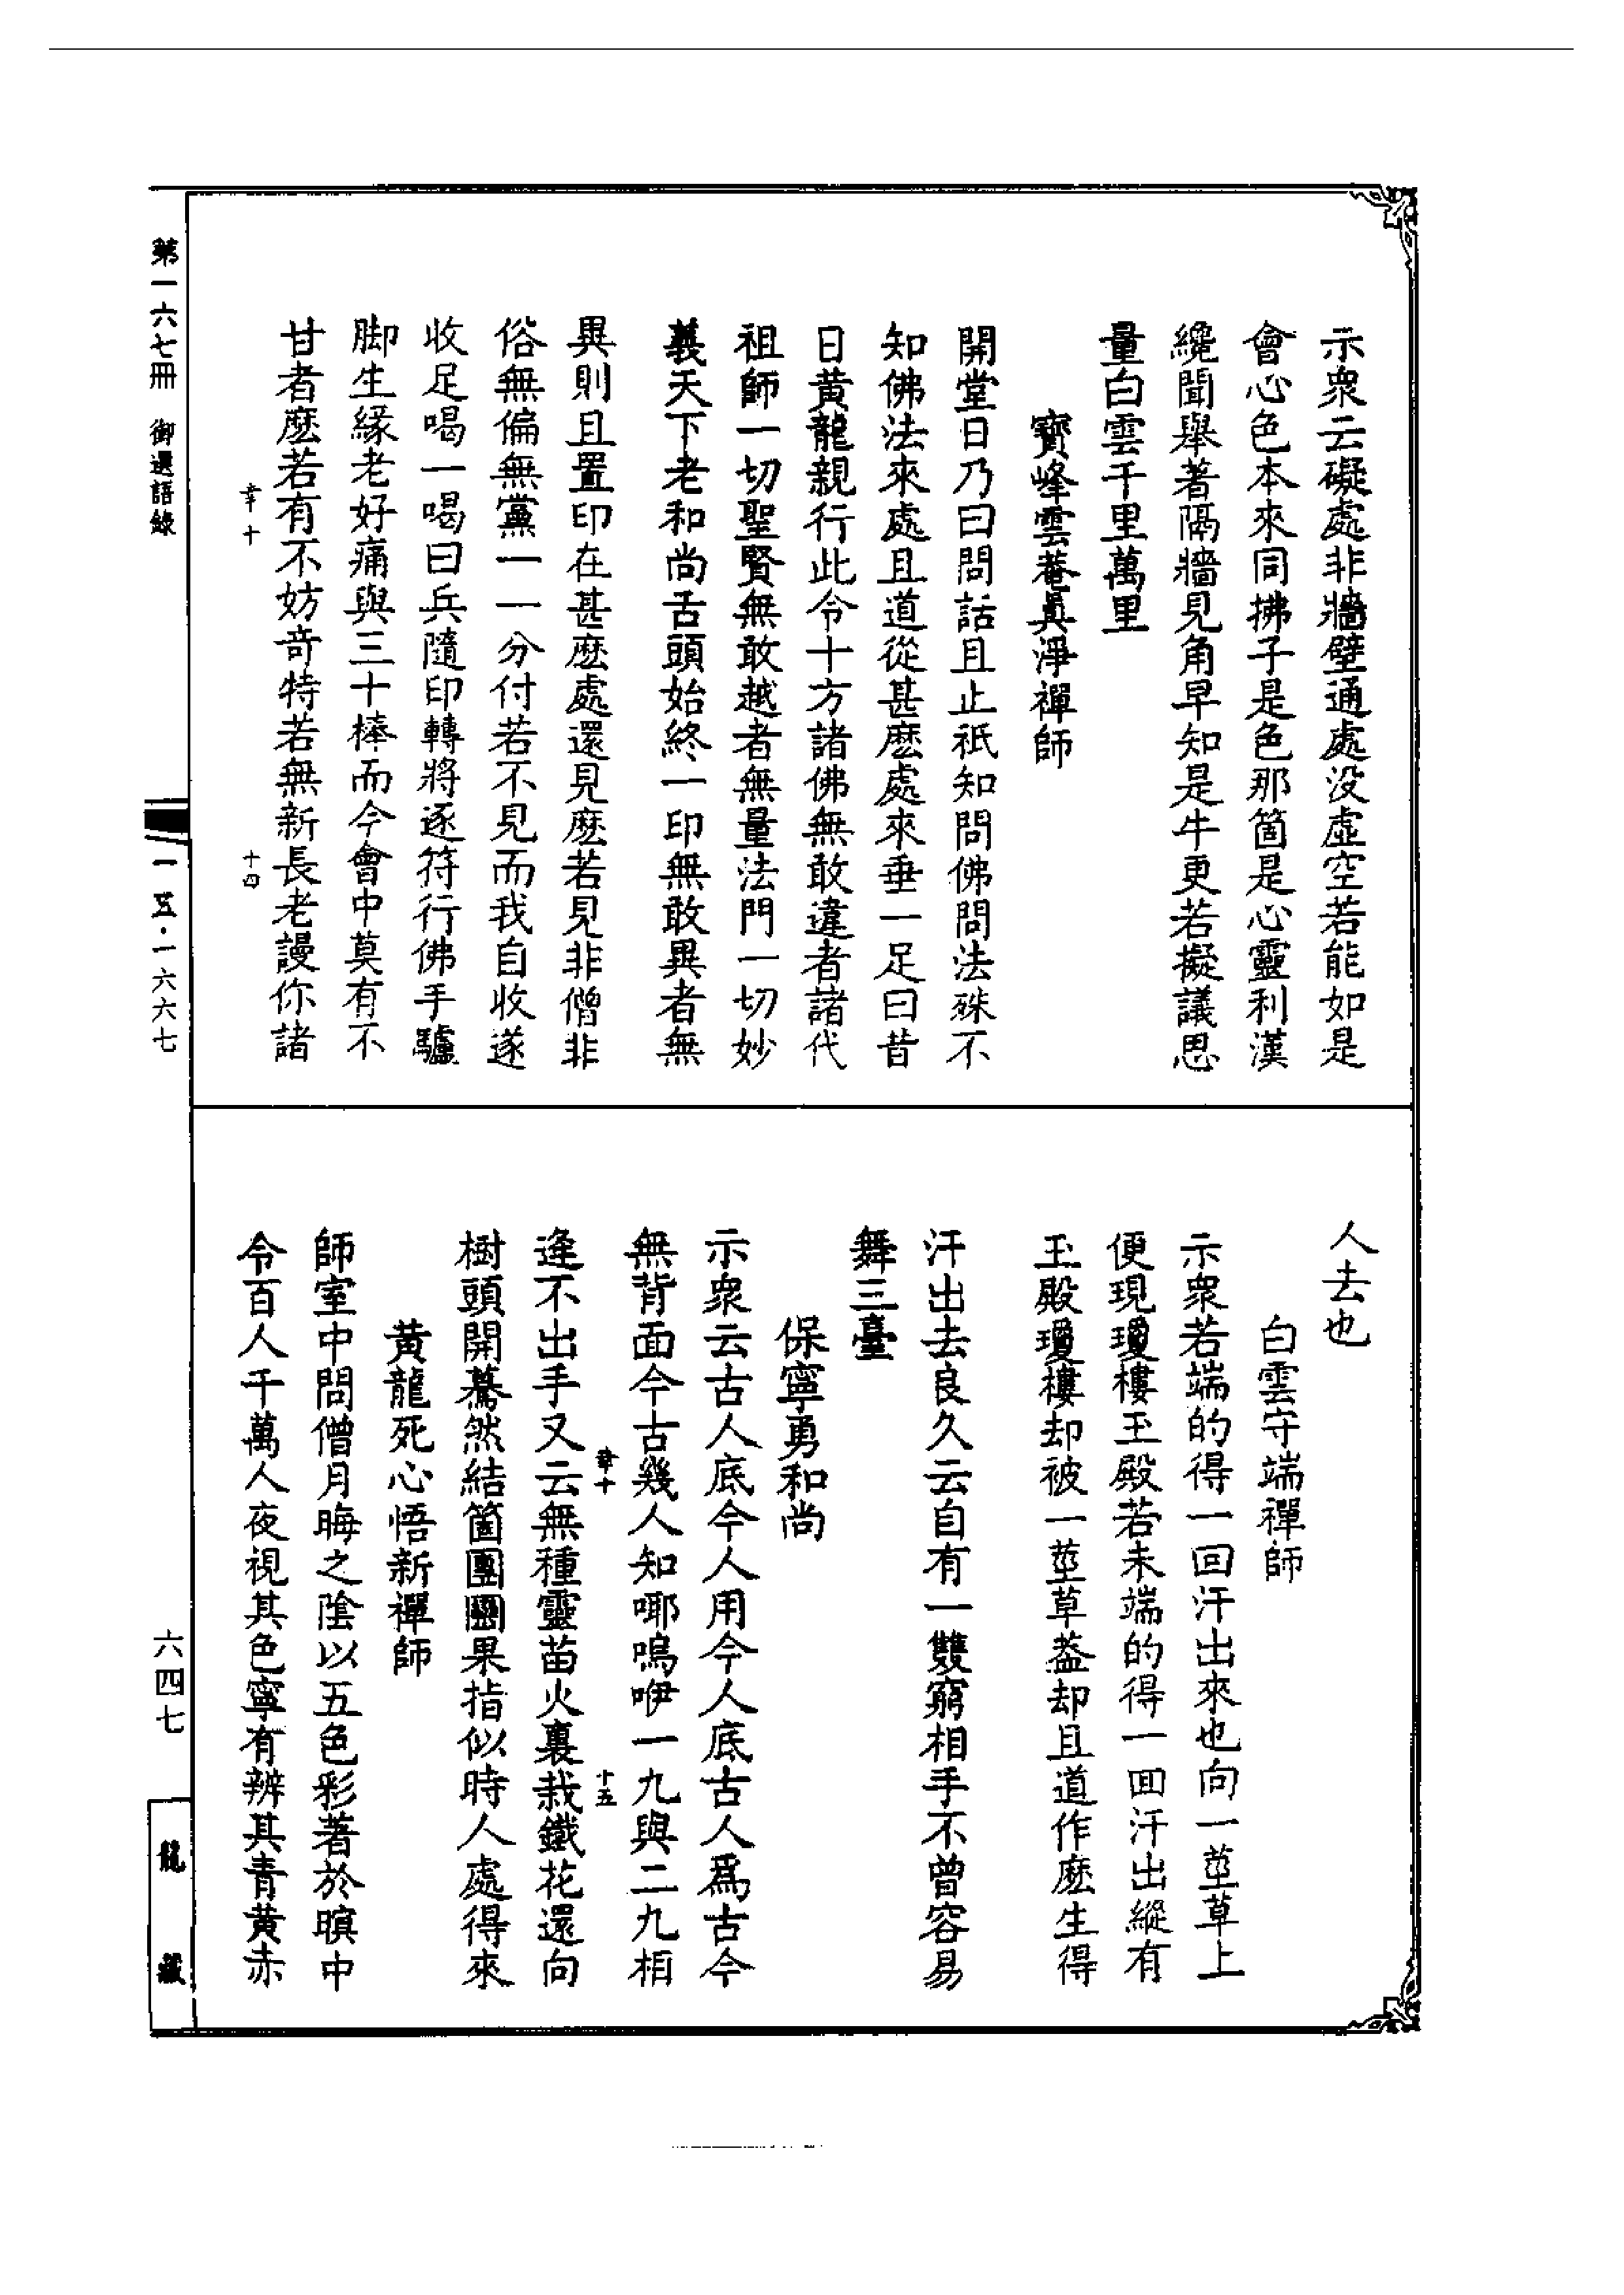 示衆云礙處非牆壁通處没虛空若能如是
會心色本來同拂子是色那箇是心靈利漢
纔聞舉著隔牆見角早知是牛更若擬議思
量白雲千里萬里
寶峰雲菴眞淨禪師
開堂日乃曰問話且止祇知問佛問法殊不
知佛法來處且道從甚麽處來垂一足曰昔
日黄龍親行此令十方諸佛無敢違者諸代
祖師一切聖賢無敢越者無量法門一切妙
義天下老和尚舌頭始終一印無敢異者無
異則且置印在甚麽處還見麽若見非僧非
俗無偏無黨一一分付若不見而我自收遂
收足喝一喝曰兵隨印轉將逐符行佛手驢
脚生緣老好痛與三十棒而今會中莫有不
甘者麽若有不妨奇特若無新長老謾你諸
章十
十四
人去也
白雲守端禪師
示衆若端的得一回汗出來也向一莖草上
便現瓊樓玉殿若未端的得一回汗出縱有
玉殿瓊樓却被一莖草葢却且道作麽生得
汗出去良久云自有一雙窮相手不曾容易
舞三臺
保寧勇和尚
示衆云古人底今人用今人底古人爲古今
無背面今古幾人知㖿嗚咿一九與二九相
章十
十五
逢不出手又云無種靈苗火裏栽鐵花還向
樹頭開驀然結箇團圞果指似時人處得來
黄龍死心悟新禪師
師室中問僧月晦之陰以五色彩著於暝中
令百人千萬人夜視其色寧有辨其青黄赤
第一六七冊 御選語錄
一五·一六六七
六四七
龍藏